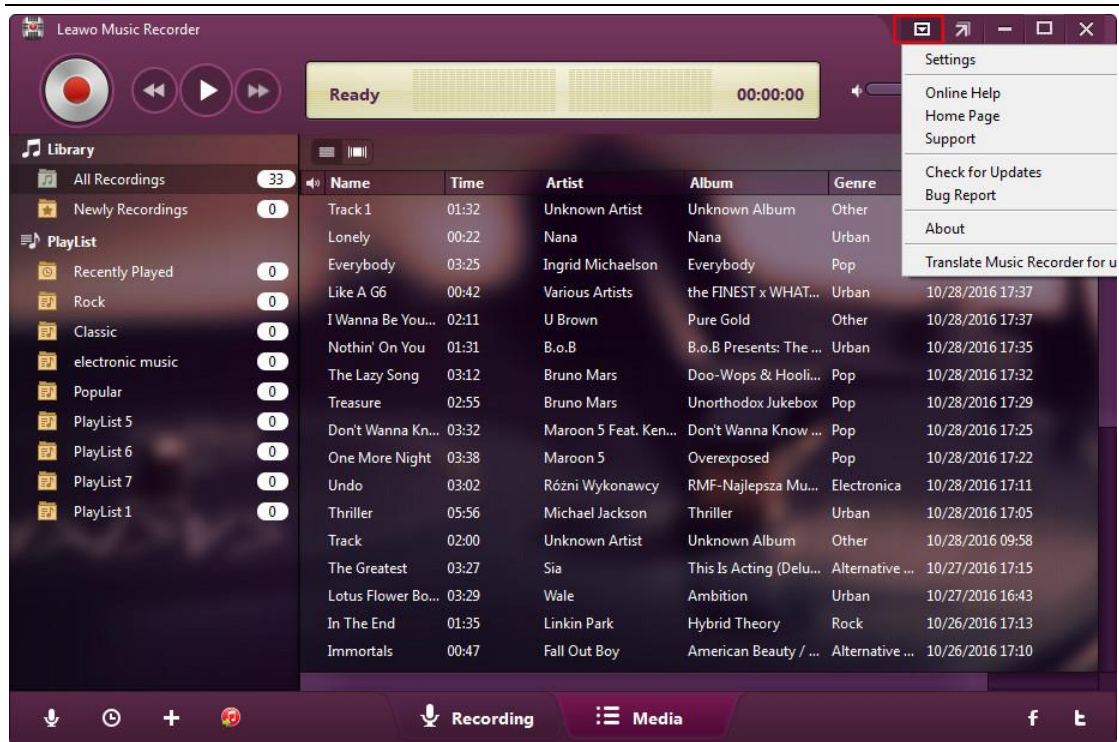 Leawo Music Recorder
Ready 00:00:00
Settings
Online Help
Home Page
Support
Check for Updates
Bug Report
About
Translate Music Recorder for u
Library
All Recordings 33
Newly Recordings 0
PlayList
Recently Played 0
Rock 0
Classic 0
electronic music 0
Popular 0
PlayList 5 0
PlayList 6 0
PlayList 7 0
PlayList 1 0
Name Time Artist Album Genre
Track 1 01:32 Unknown Artist Unknown Album Other
Lonely 00:22 Nana Nana Urban
Everybody 03:25 Ingrid Michaelson Everybody Pop
Like A G6 00:42 Various Artists the FINEST x WHAT... Urban 10/28/2016 17:37
I Wanna Be You... 02:11 U Brown Pure Gold Other 10/28/2016 17:37
Nothin' On You 01:31 B.o.B B.o.B Presents: The ... Urban 10/28/2016 17:35
The Lazy Song 03:12 Bruno Mars Doo-Wops & Hooli... Pop 10/28/2016 17:32
Treasure 02:55 Bruno Mars Unorthodox Jukebox Pop 10/28/2016 17:29
Don't Wanna Kn... 03:32 Maroon 5 Feat. Ken... Don't Wanna Know ... Pop 10/28/2016 17:25
One More Night 03:38 Maroon 5 Overexposed Pop 10/28/2016 17:22
Undo 03:02 Różni Wykonawcy RMF-Najlepsza Mu... Electronica 10/28/2016 17:11
Thriller 05:56 Michael Jackson Thriller Urban 10/28/2016 17:05
Track 02:00 Unknown Artist Unknown Album Other 10/28/2016 09:58
The Greatest 03:27 Sia This Is Acting (Delu... Alternative ... 10/27/2016 17:15
Lotus Flower Bo... 03:29 Wale Ambition Urban 10/27/2016 16:43
In The End 01:35 Linkin Park Hybrid Theory Rock 10/26/2016 17:13
Immortals 00:47 Fall Out Boy American Beauty / ... Alternative ... 10/26/2016 17:10
Recording Media